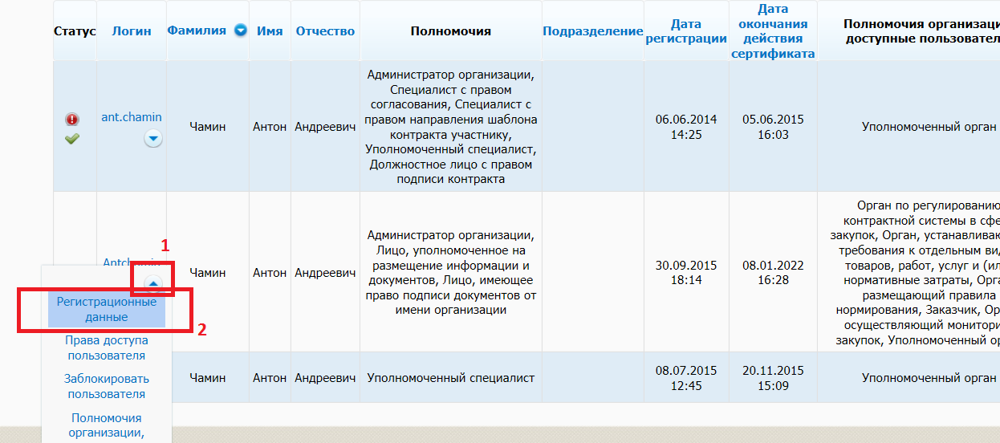 Статус
Логин
Фамилия
Имя
Отчество
Полномочия
Подразделение
Дата
регистрации
Дата
окончания
действия
сертификата
Полномочия организаци
доступные пользовател
ant.chamin
Чамин
Антон
Андреевич
Администратор организации,
Специалист с правом
согласования, Специалист с
правом направления шаблона
контракта участнику,
Уполномоченный специалист,
Должностное лицо с правом
подписи контракта
06.06.2014
14:25
05.06.2015
16:03
Уполномоченный орган
1
Antchamin
Чамин
Антон
Андреевич
Администратор организации,
Лицо, уполномоченное на
размещение информации и
документов, Лицо, имеющее
право подписи документов от
имени организации
30.09.2015
18:14
08.01.2022
16:28
Орган по регулированию
контрактной системы в сфе
закупок, Орган, устанавлива
требования к отдельным вид
товаров, работ, услуг и (ил
нормативные затраты, Орга
размещающий правила
нормирования, Заказчик, Ор
осуществляющий монитори
закупок, Уполномоченный ор
Регистрационные
данные
2
Права доступа
пользователя
Заблокировать
пользователя
Полномочия
организации,
Чамин
Антон
Андреевич
Уполномоченный специалист
08.07.2015
12:45
20.11.2015
15:09
Уполномоченный орган